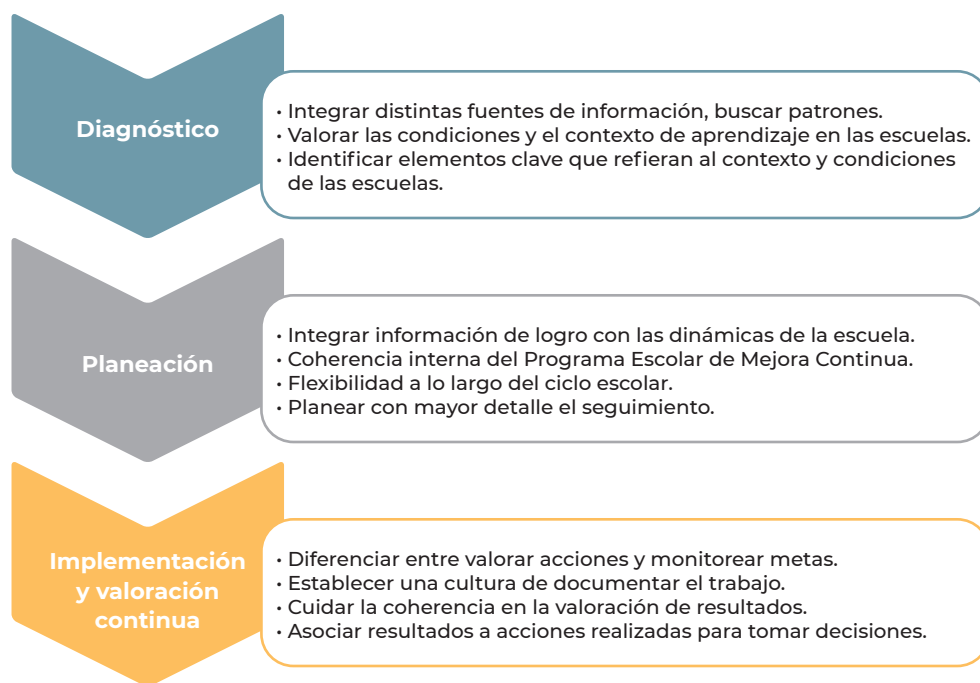 Diagnóstico
• Integrar distintas fuentes de información, buscar patrones.
• Valorar las condiciones y el contexto de aprendizaje en las escuelas.
• Identificar elementos clave que refieran al contexto y condiciones
de las escuelas.
Planeación
• Integrar información de logro con las dinámicas de la escuela.
• Coherencia interna del Programa Escolar de Mejora Continua.
• Flexibilidad a lo largo del ciclo escolar.
• Planear con mayor detalle el seguimiento.
Implementación
y valoración
continua
• Diferenciar entre valorar acciones y monitorear metas.
• Establecer una cultura de documentar el trabajo.
• Cuidar la coherencia en la valoración de resultados.
• Asociar resultados a acciones realizadas para tomar decisiones.